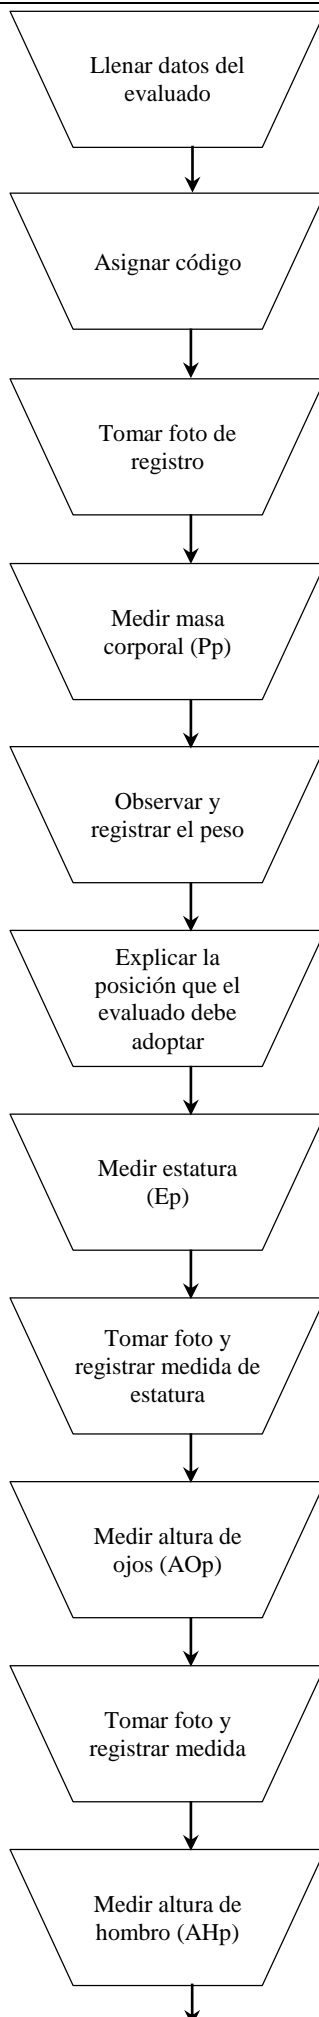 Llenar datos del
evaluado
Asignar código
Tomar foto de
registro
Medir masa
corporal (Pp)
Observar y
registrar el peso
Explicar la
posición que el
evaluado debe
adoptar
Medir estatura
(Ep)
Tomar foto y
registrar medida de
estatura
Medir altura de
ojos (AOp)
Tomar foto y
registrar medida
Medir altura de
hombro (AHp)